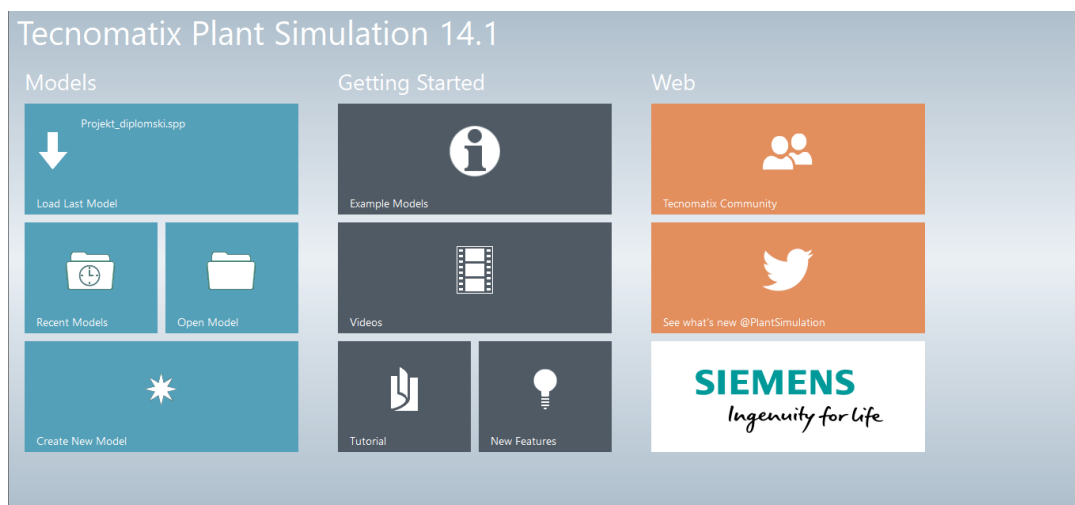 Tecnomatix Plant Simulation 14.1
Models
Projekt_diplomski.spp
Load Last Model
Recent Models
Open Model
Create New Model
Getting Started
Example Models
Videos
Tutorial
New Features
Web
Tecnomatix Community
See what's new @PlantSimulation
SIEMENS
Ingenuity for life